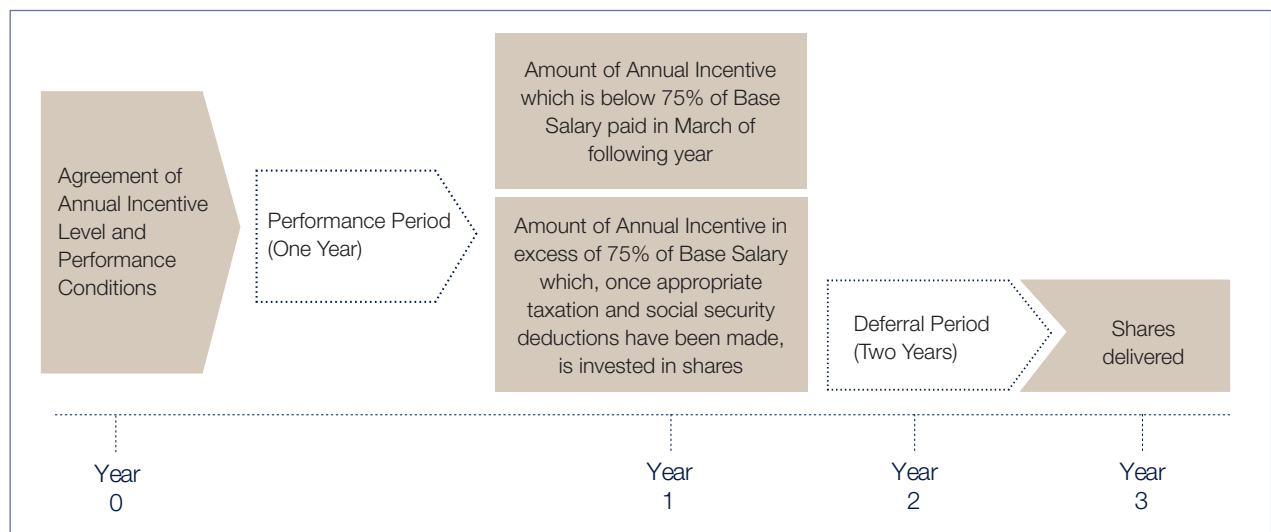 Agreement of
Annual Incentive
Level and
Performance
Conditions
Performance Period
(One Year)
Amount of Annual Incentive
which is below 75% of Base
Salary paid in March of
following year
Amount of Annual Incentive in
excess of 75% of Base Salary
which, once appropriate
taxation and social security
deductions have been made,
is invested in shares
Deferral Period
(Two Years)
Shares
delivered
Year
0
Year
1
Year
2
Year
3